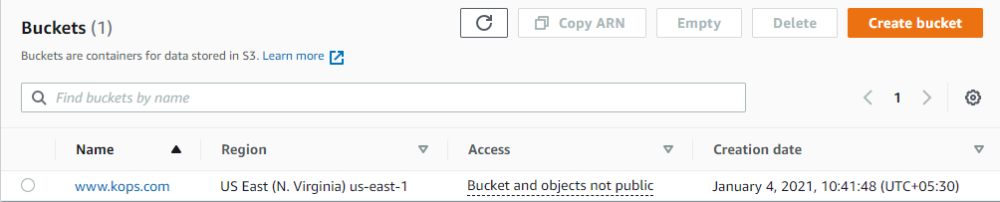 Buckets (1)
Copy ARN
Empty
Delete
Create bucket
Buckets are containers for data stored in S3. Learn more
Find buckets by name
1
Name Region Access Creation date
www.kops.com US East (N. Virginia) us-east-1 Bucket and objects not public January 4, 2021, 10:41:48 (UTC+05:30)